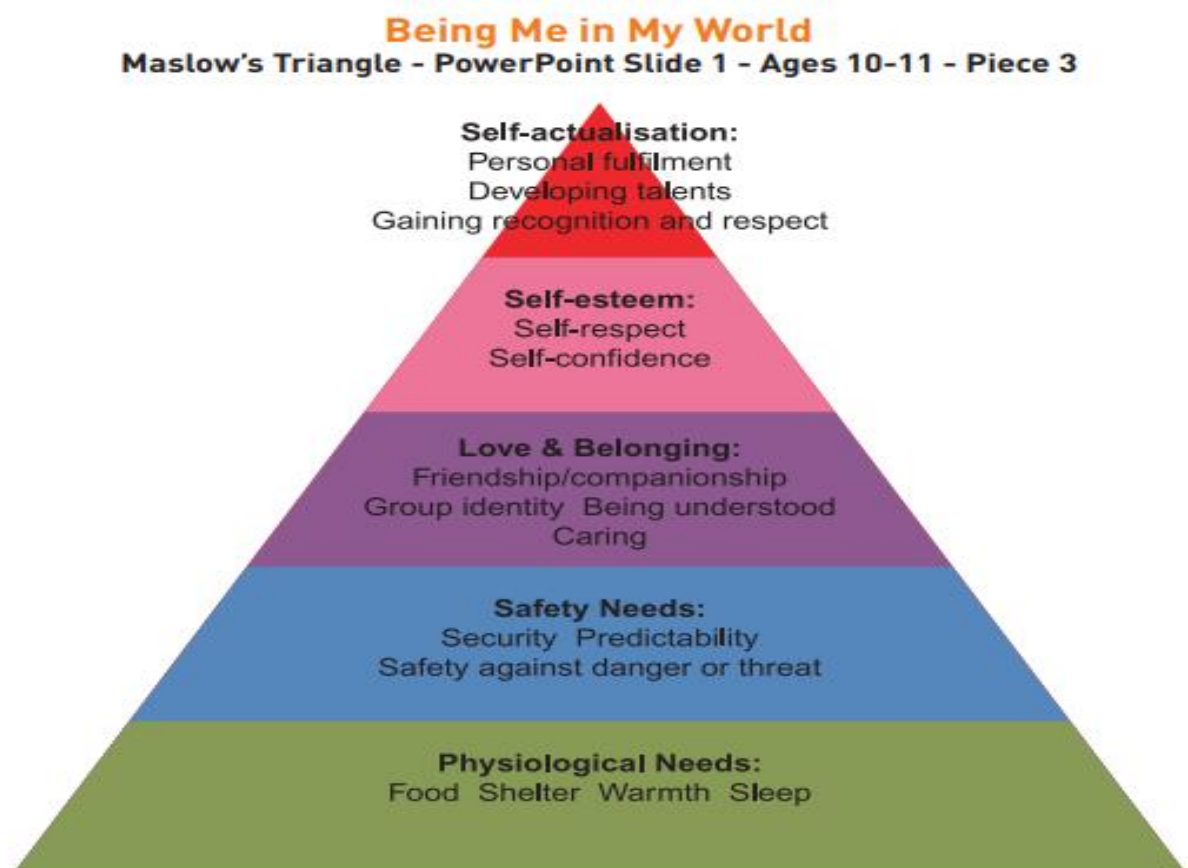 Being Me in My World
Maslow's Triangle - PowerPoint Slide 1 - Ages 10-11 - Piece 3
Self-actualisation:
Personal fulfilment
Developing talents
Gaining recognition and respect
Self-esteem:
Self-respect
Self-confidence
Love & Belonging:
Friendship/companionship
Group identity  Being understood
Caring
Safety Needs:
Security  Predictability
Safety against danger or threat
Physiological Needs:
Food  Shelter  Warmth  Sleep